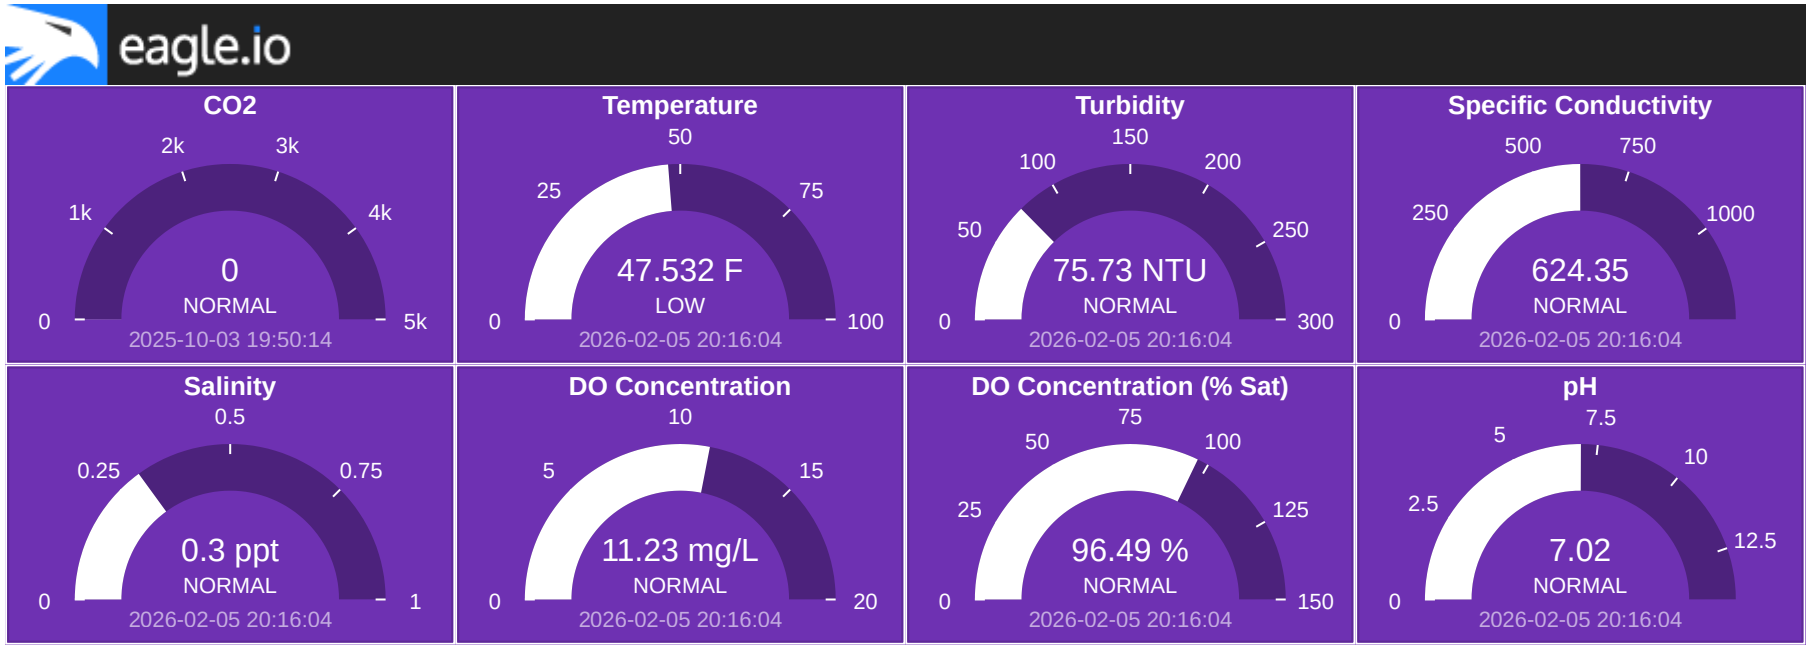 eagle.io
CO2
0
1k
2k
3k
4k
5k
0
NORMAL
2025-10-03 19:50:14
Temperature
0
25
50
75
100
47.532 F
LOW
2026-02-05 20:16:04
Turbidity
0
50
100
150
200
250
300
75.73 NTU
NORMAL
2026-02-05 20:16:04
Specific Conductivity
0
250
500
750
1000
624.35
NORMAL
2026-02-05 20:16:04
Salinity
0
0.25
0.5
0.75
1
0.3 ppt
NORMAL
2026-02-05 20:16:04
DO Concentration
0
5
10
15
20
11.23 mg/L
NORMAL
2026-02-05 20:16:04
DO Concentration (% Sat)
0
25
50
75
100
125
150
96.49 %
NORMAL
2026-02-05 20:16:04
pH
0
2.5
5
7.5
10
12.5
7.02
NORMAL
2026-02-05 20:16:04